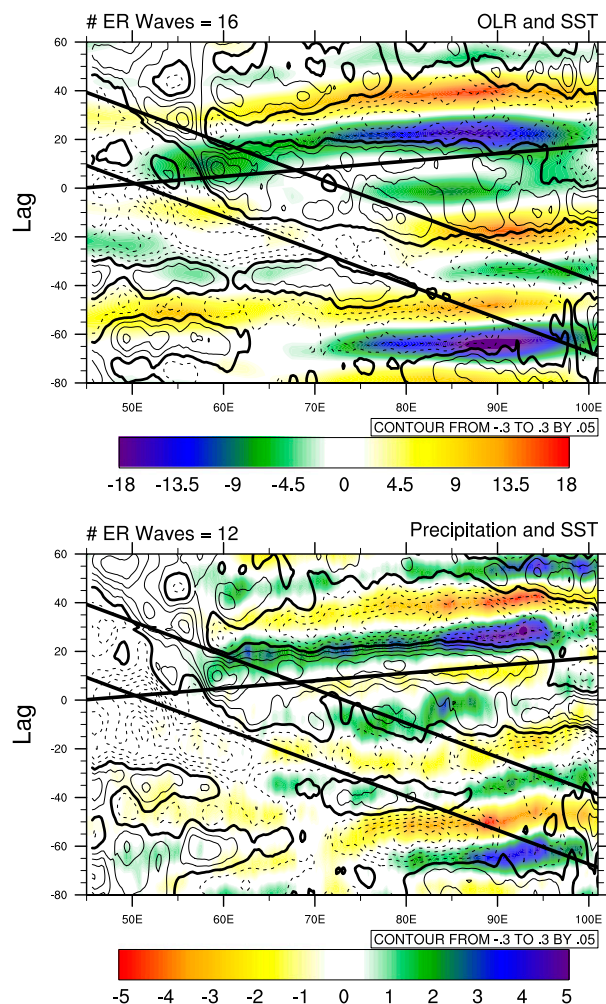 # ER Waves = 16 OLR and SST
60
40
20
0
-20
-40
-60
-80
Lag
50E 60E 70E 80E 90E 100E
CONTOUR FROM -.3 TO .3 BY .05
-18 -13.5 -9 -4.5 0 4.5 9 13.5 18
# ER Waves = 12 Precipitation and SST
60
40
20
0
-20
-40
-60
-80
Lag
50E 60E 70E 80E 90E 100E
CONTOUR FROM -.3 TO .3 BY .05
-5 -4 -3 -2 -1 0 1 2 3 4 5